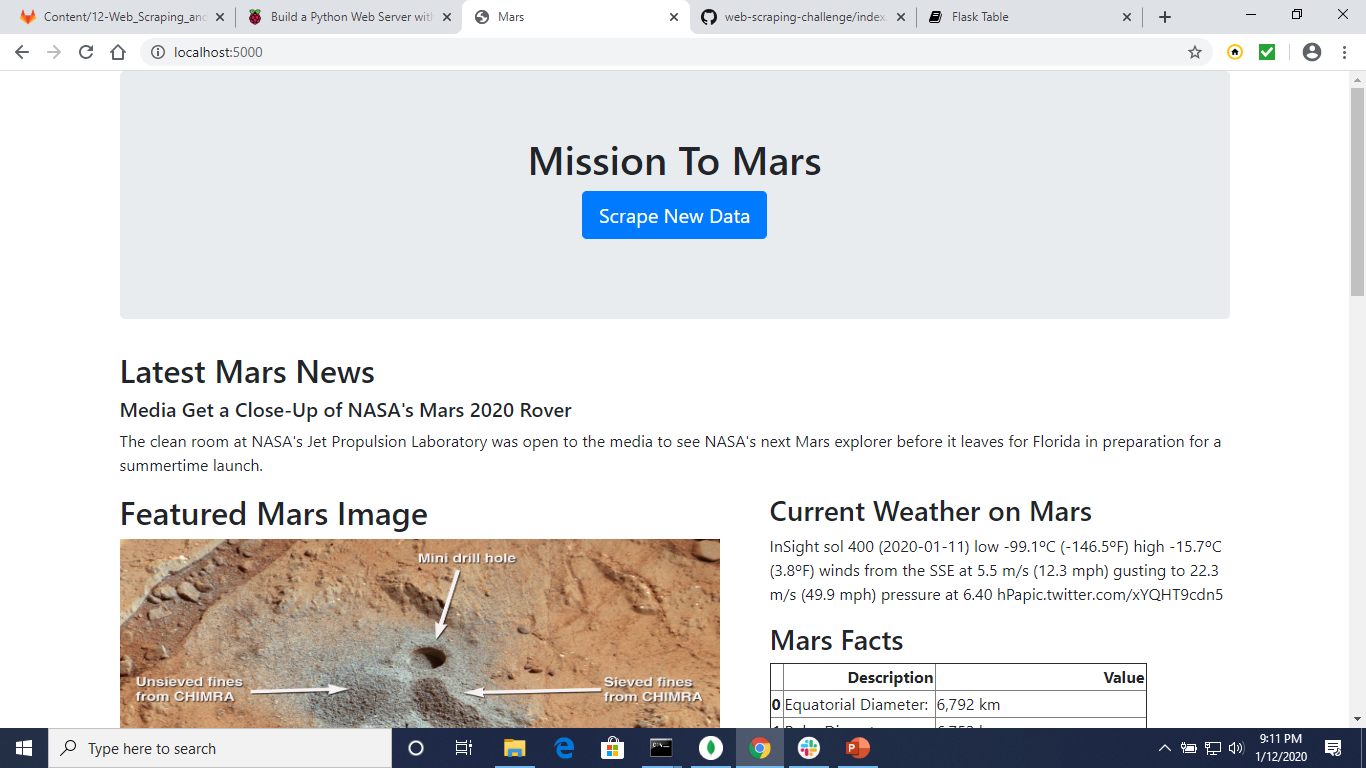 Content/12-Web_Scraping_and
Build a Python Web Server with
Mars
web-scraping-challenge/index.
Flask Table
localhost:5000
Mission To Mars
Scrape New Data
Latest Mars News
Media Get a Close-Up of NASA's Mars 2020 Rover
The clean room at NASA's Jet Propulsion Laboratory was open to the media to see NASA's next Mars explorer before it leaves for Florida in preparation for a
summertime launch.
Featured Mars Image
Mini drill hole
Unsieved fines
from CHIMRA
Sieved fines
from CHIMRA
Current Weather on Mars
InSight sol 400 (2020-01-11) low -99.1ºC (-146.5ºF) high -15.7ºC
(3.8ºF) winds from the SSE at 5.5 m/s (12.3 mph) gusting to 22.3
m/s (49.9 mph) pressure at 6.40 hPapic.twitter.com/xYQHT9cdn5
Mars Facts
Description Value
0 Equatorial Diameter: 6,792 km
Type here to search
9:11 PM
1/12/2020